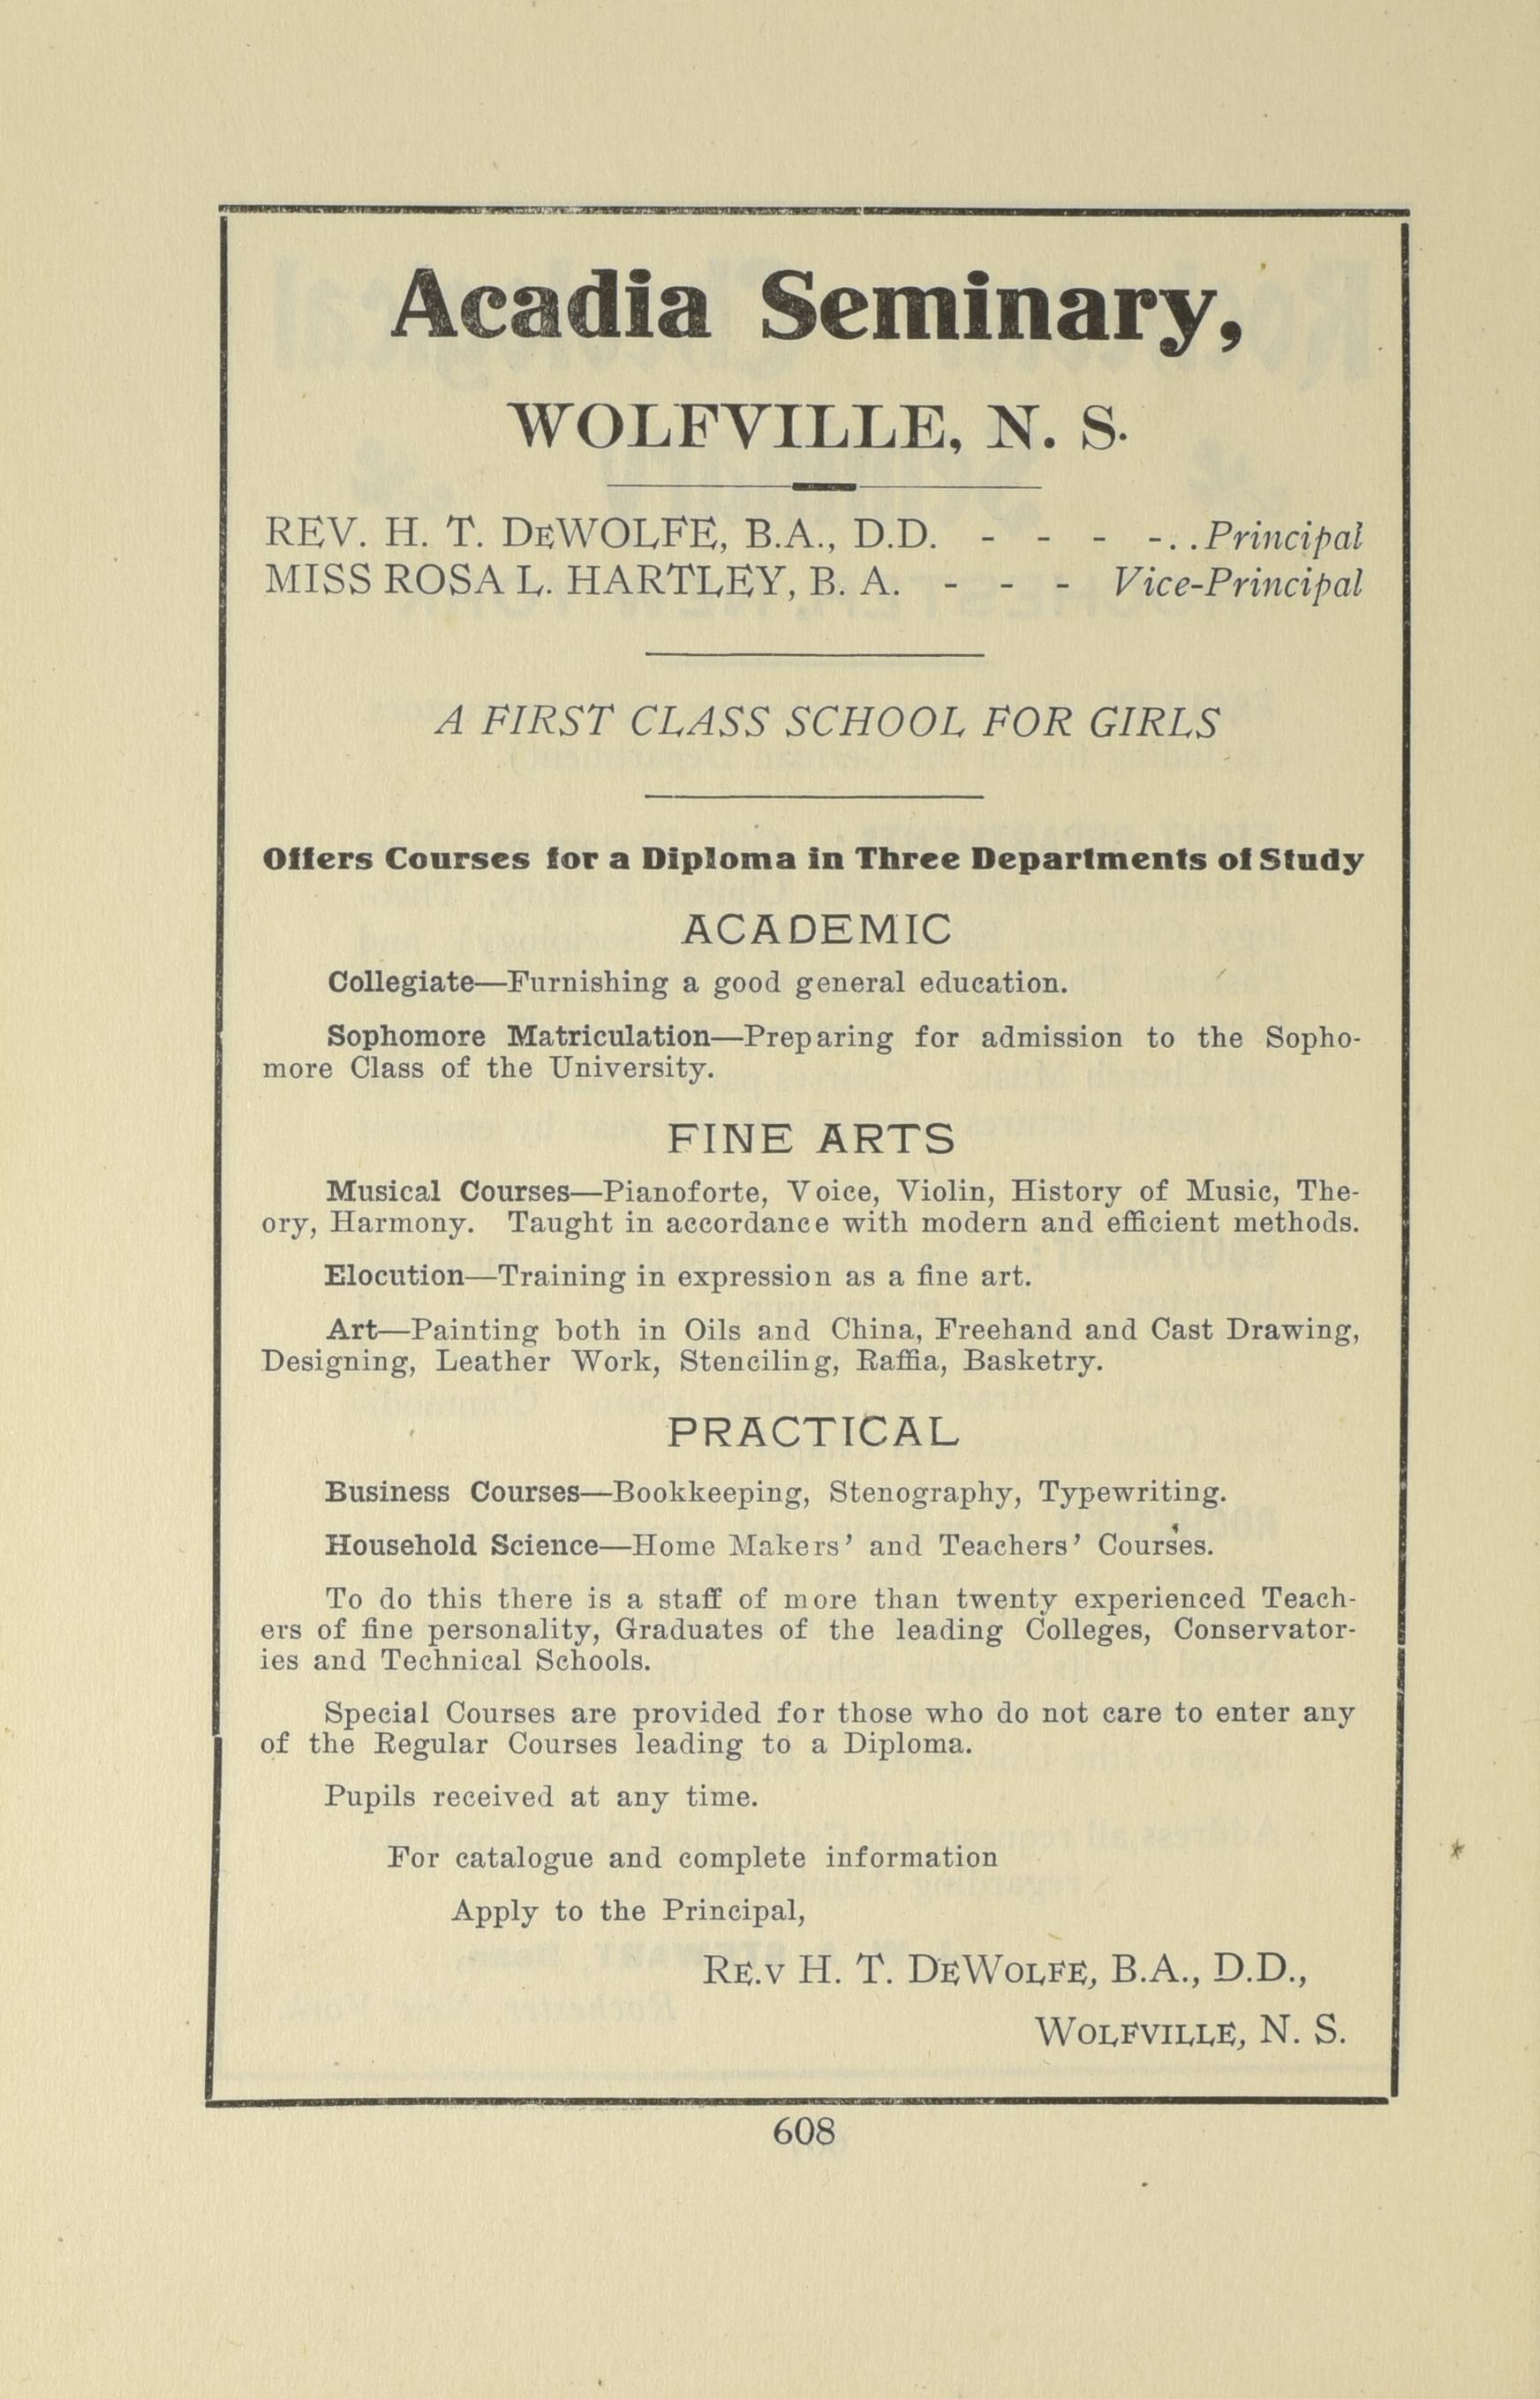 Acadia Seminary,
WOLFVILLE, N. S.
REV. H. T. DEWOLFE, B.A., D.D. - - - -. .Principal
MISS ROSA L. HARTLEY, B. A. - - - Vice-Principal
A FIRST CLASS SCHOOL FOR GIRLS
Offers Courses for a Diploma in Three Departments of Study
ACADEMIC
Collegiate—Furnishing a good general education.
Sophomore Matriculation—Preparing for admission to the Sopho-
more Class of the University.
FINE ARTS
Musical Courses—Pianoforte, Voice, Violin, History of Music, The-
ory, Harmony. Taught in accordance with modern and efficient methods.
Elocution—Training in expression as a fine art.
Art—Painting both in Oils and China, Freehand and Cast Drawing,
Designing, Leather Work, Stenciling, Raffia, Basketry.
PRACTICAL
Business Courses—Bookkeeping, Stenography, Typewriting.
Household Science—Home Makers' and Teachers' Courses.
To do this there is a staff of more than twenty experienced Teach-
ers of fine personality, Graduates of the leading Colleges, Conservator-
ies and Technical Schools.
Special Courses are provided for those who do not care to enter any
of the Regular Courses leading to a Diploma.
Pupils received at any time.
For catalogue and complete information
Apply to the Principal,
RE.V H. T. DEWOLFE, B.A., D.D.,
WOLFVILLE, N. S.
608